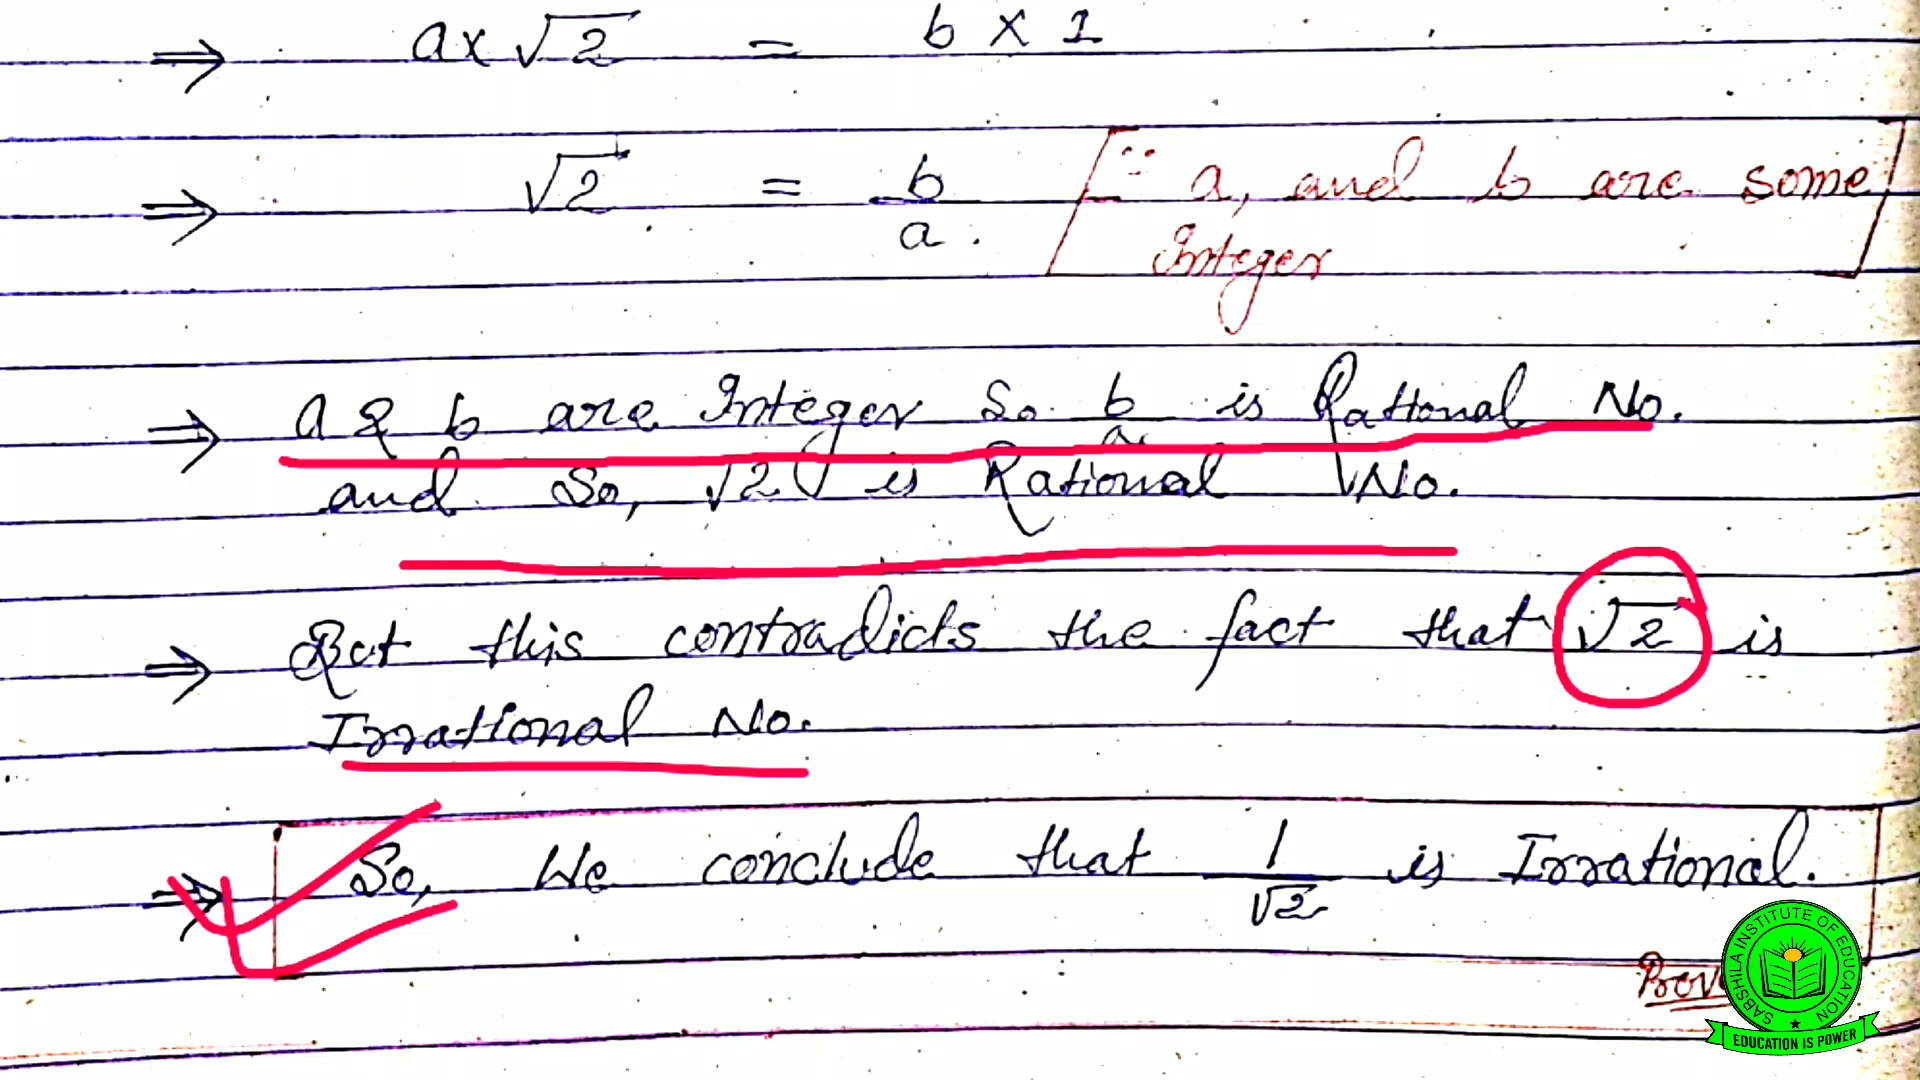 ⇒ a × √2 = b × 1
⇒ √2 = b/a. [∵ a, and b are some
Integer]
⇒ a & b are Integer So b/a is Rational No.
and So, √2 is Rational No.
⇒ But this contradicts the fact that √2 is
Irrational No.
⇒ So, We conclude that 1/√2 is Irrational.
SABSHILA INSTITUTE OF EDUCATION
EDUCATION IS POWER